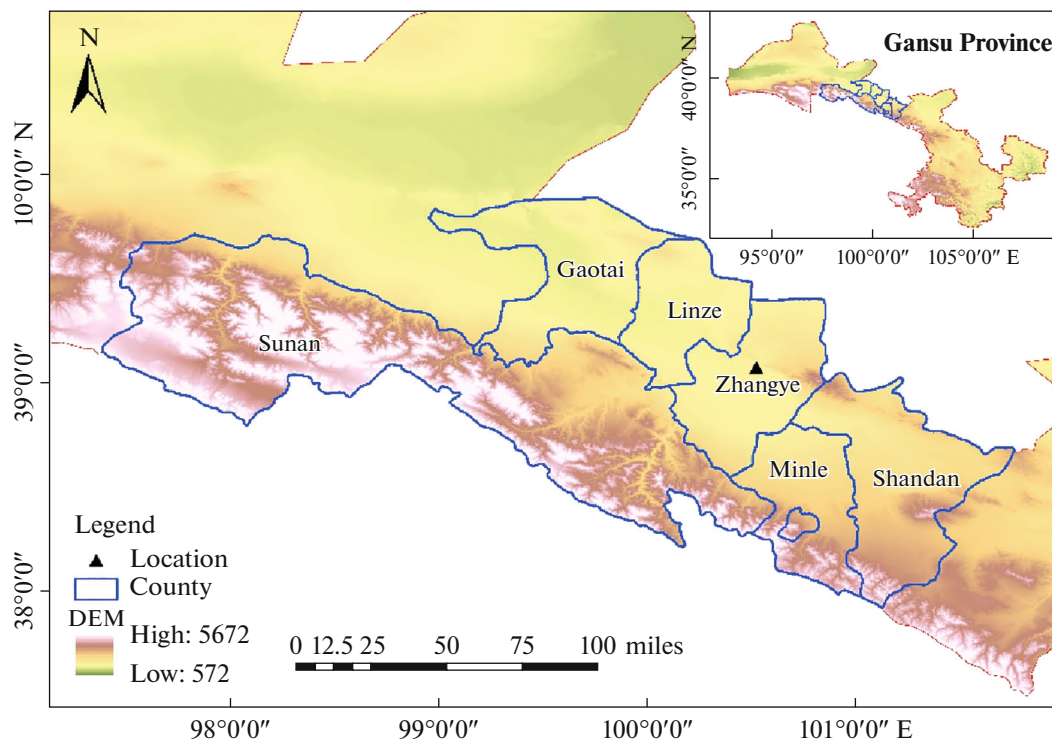 N
Gansu Province
40°0′0″ N
35°0′0″
95°0′0″
100°0′0″
105°0′0″ E
10°0′0″ N
39°0′0″
38°0′0″
Gaotai
Linze
Sunan
Zhangye
Minle
Shandan
Legend
Location
County
DEM
High: 5672
Low: 572
0 12.5 25 50 75 100 miles
98°0′0″
99°0′0″
100°0′0″
101°0′0″ E